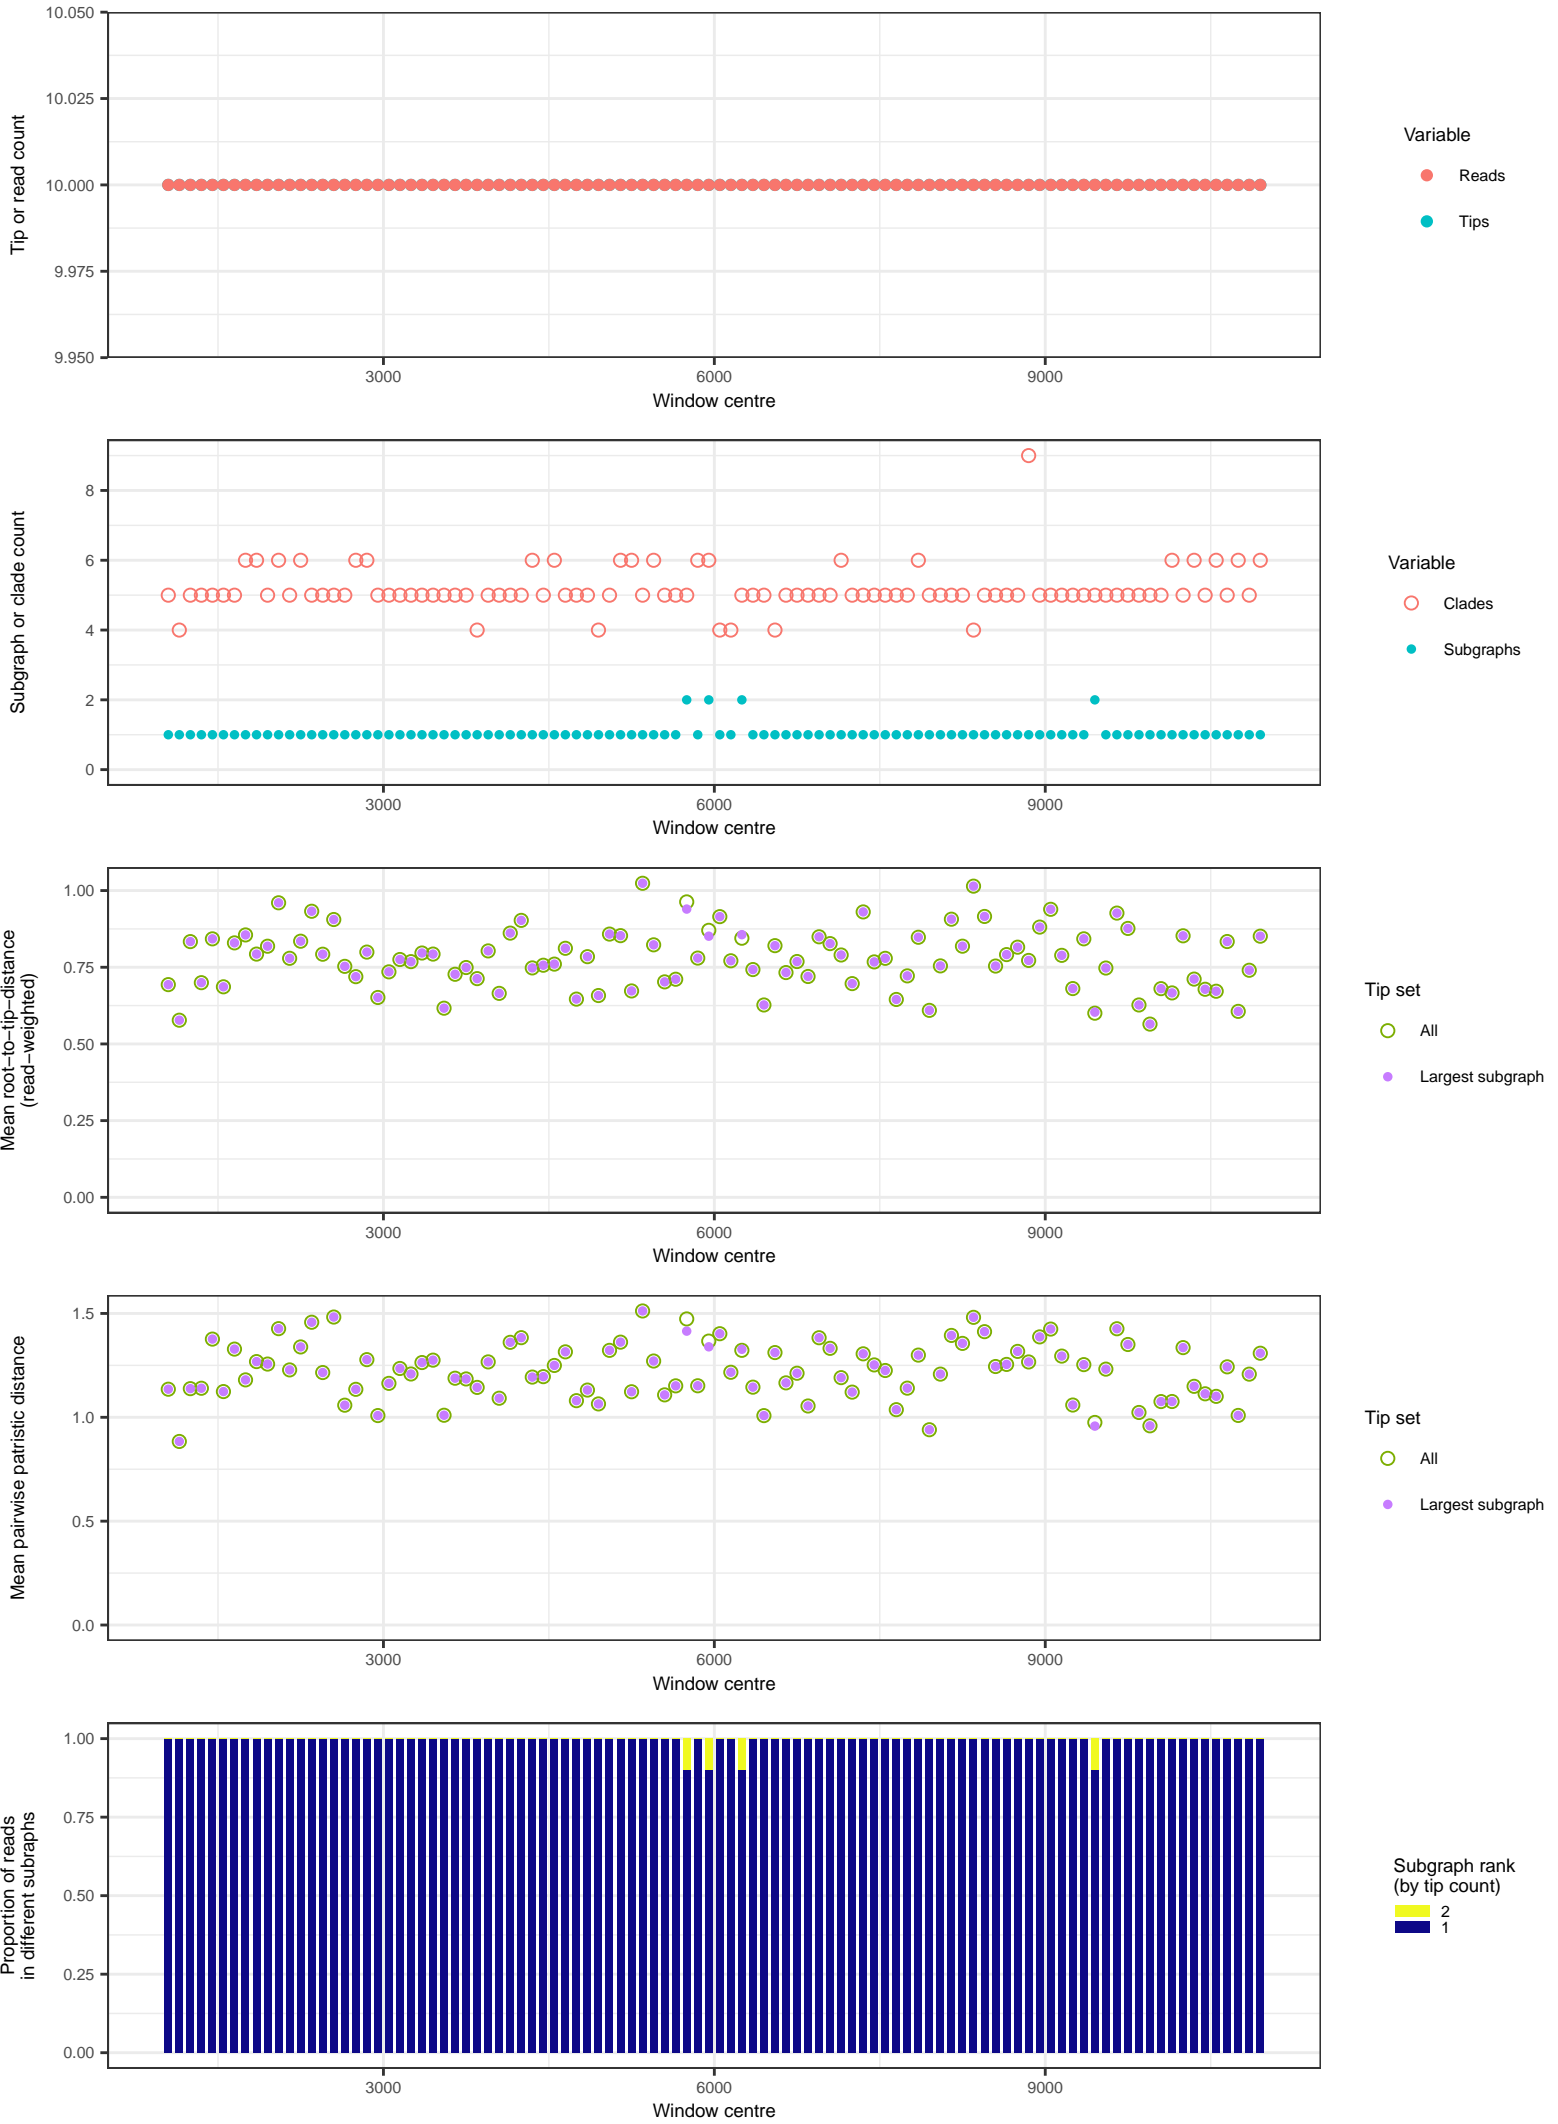 10.050
10.025
10.000
9.975
9.950
Tip or read count
3000
6000
9000
Window centre
Variable
Reads
Tips
8
6
4
2
0
Subgraph or clade count
3000
6000
9000
Window centre
Variable
Clades
Subgraphs
1.00
0.75
0.50
0.25
0.00
Mean root−to−tip−distance
(read−weighted)
3000
6000
9000
Window centre
Tip set
All
Largest subgraph
1.5
1.0
0.5
0.0
Mean pairwise patristic distance
3000
6000
9000
Window centre
Tip set
All
Largest subgraph
1.00
0.75
0.50
0.25
0.00
Proportion of reads
in different subraphs
3000
6000
9000
Window centre
Subgraph rank
(by tip count)
2
1